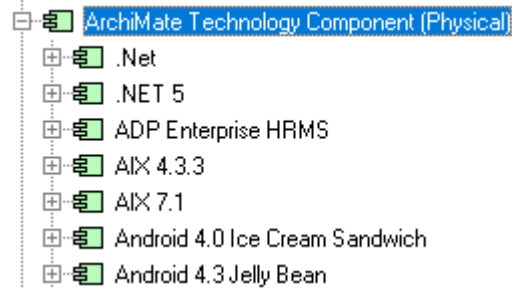 ArchiMate Technology Component (Physical)
.Net
.NET 5
ADP Enterprise HRMS
AIX 4.3.3
AIX 7.1
Android 4.0 Ice Cream Sandwich
Android 4.3 Jelly Bean